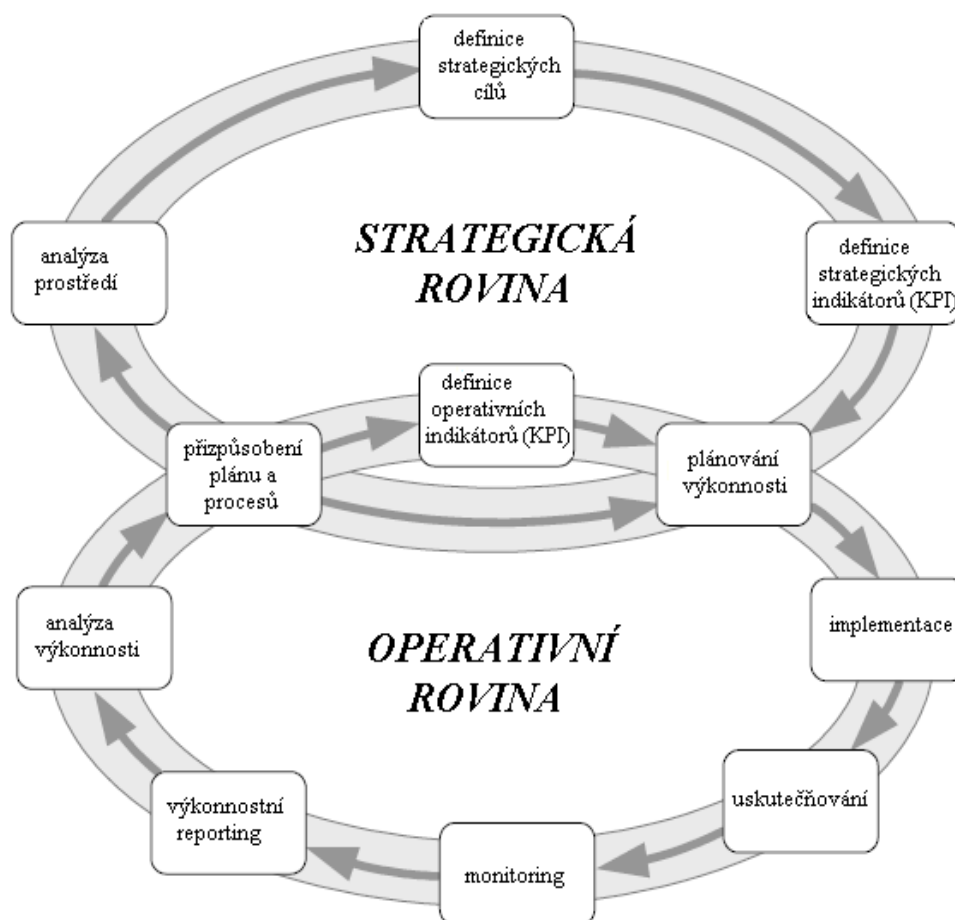 definice
strategických
cílů
STRATEGICKÁ
ROVINA
analýza
prostředí
definice
strategických
indikátorů (KPI)
definice
operativních
indikátorů (KPI)
přizpůsobení
plánu a
procesů
plánování
výkonnosti
analýza
výkonnosti
OPERATIVNÍ
ROVINA
implementace
výkonnostní
reporting
uskutečňování
monitoring